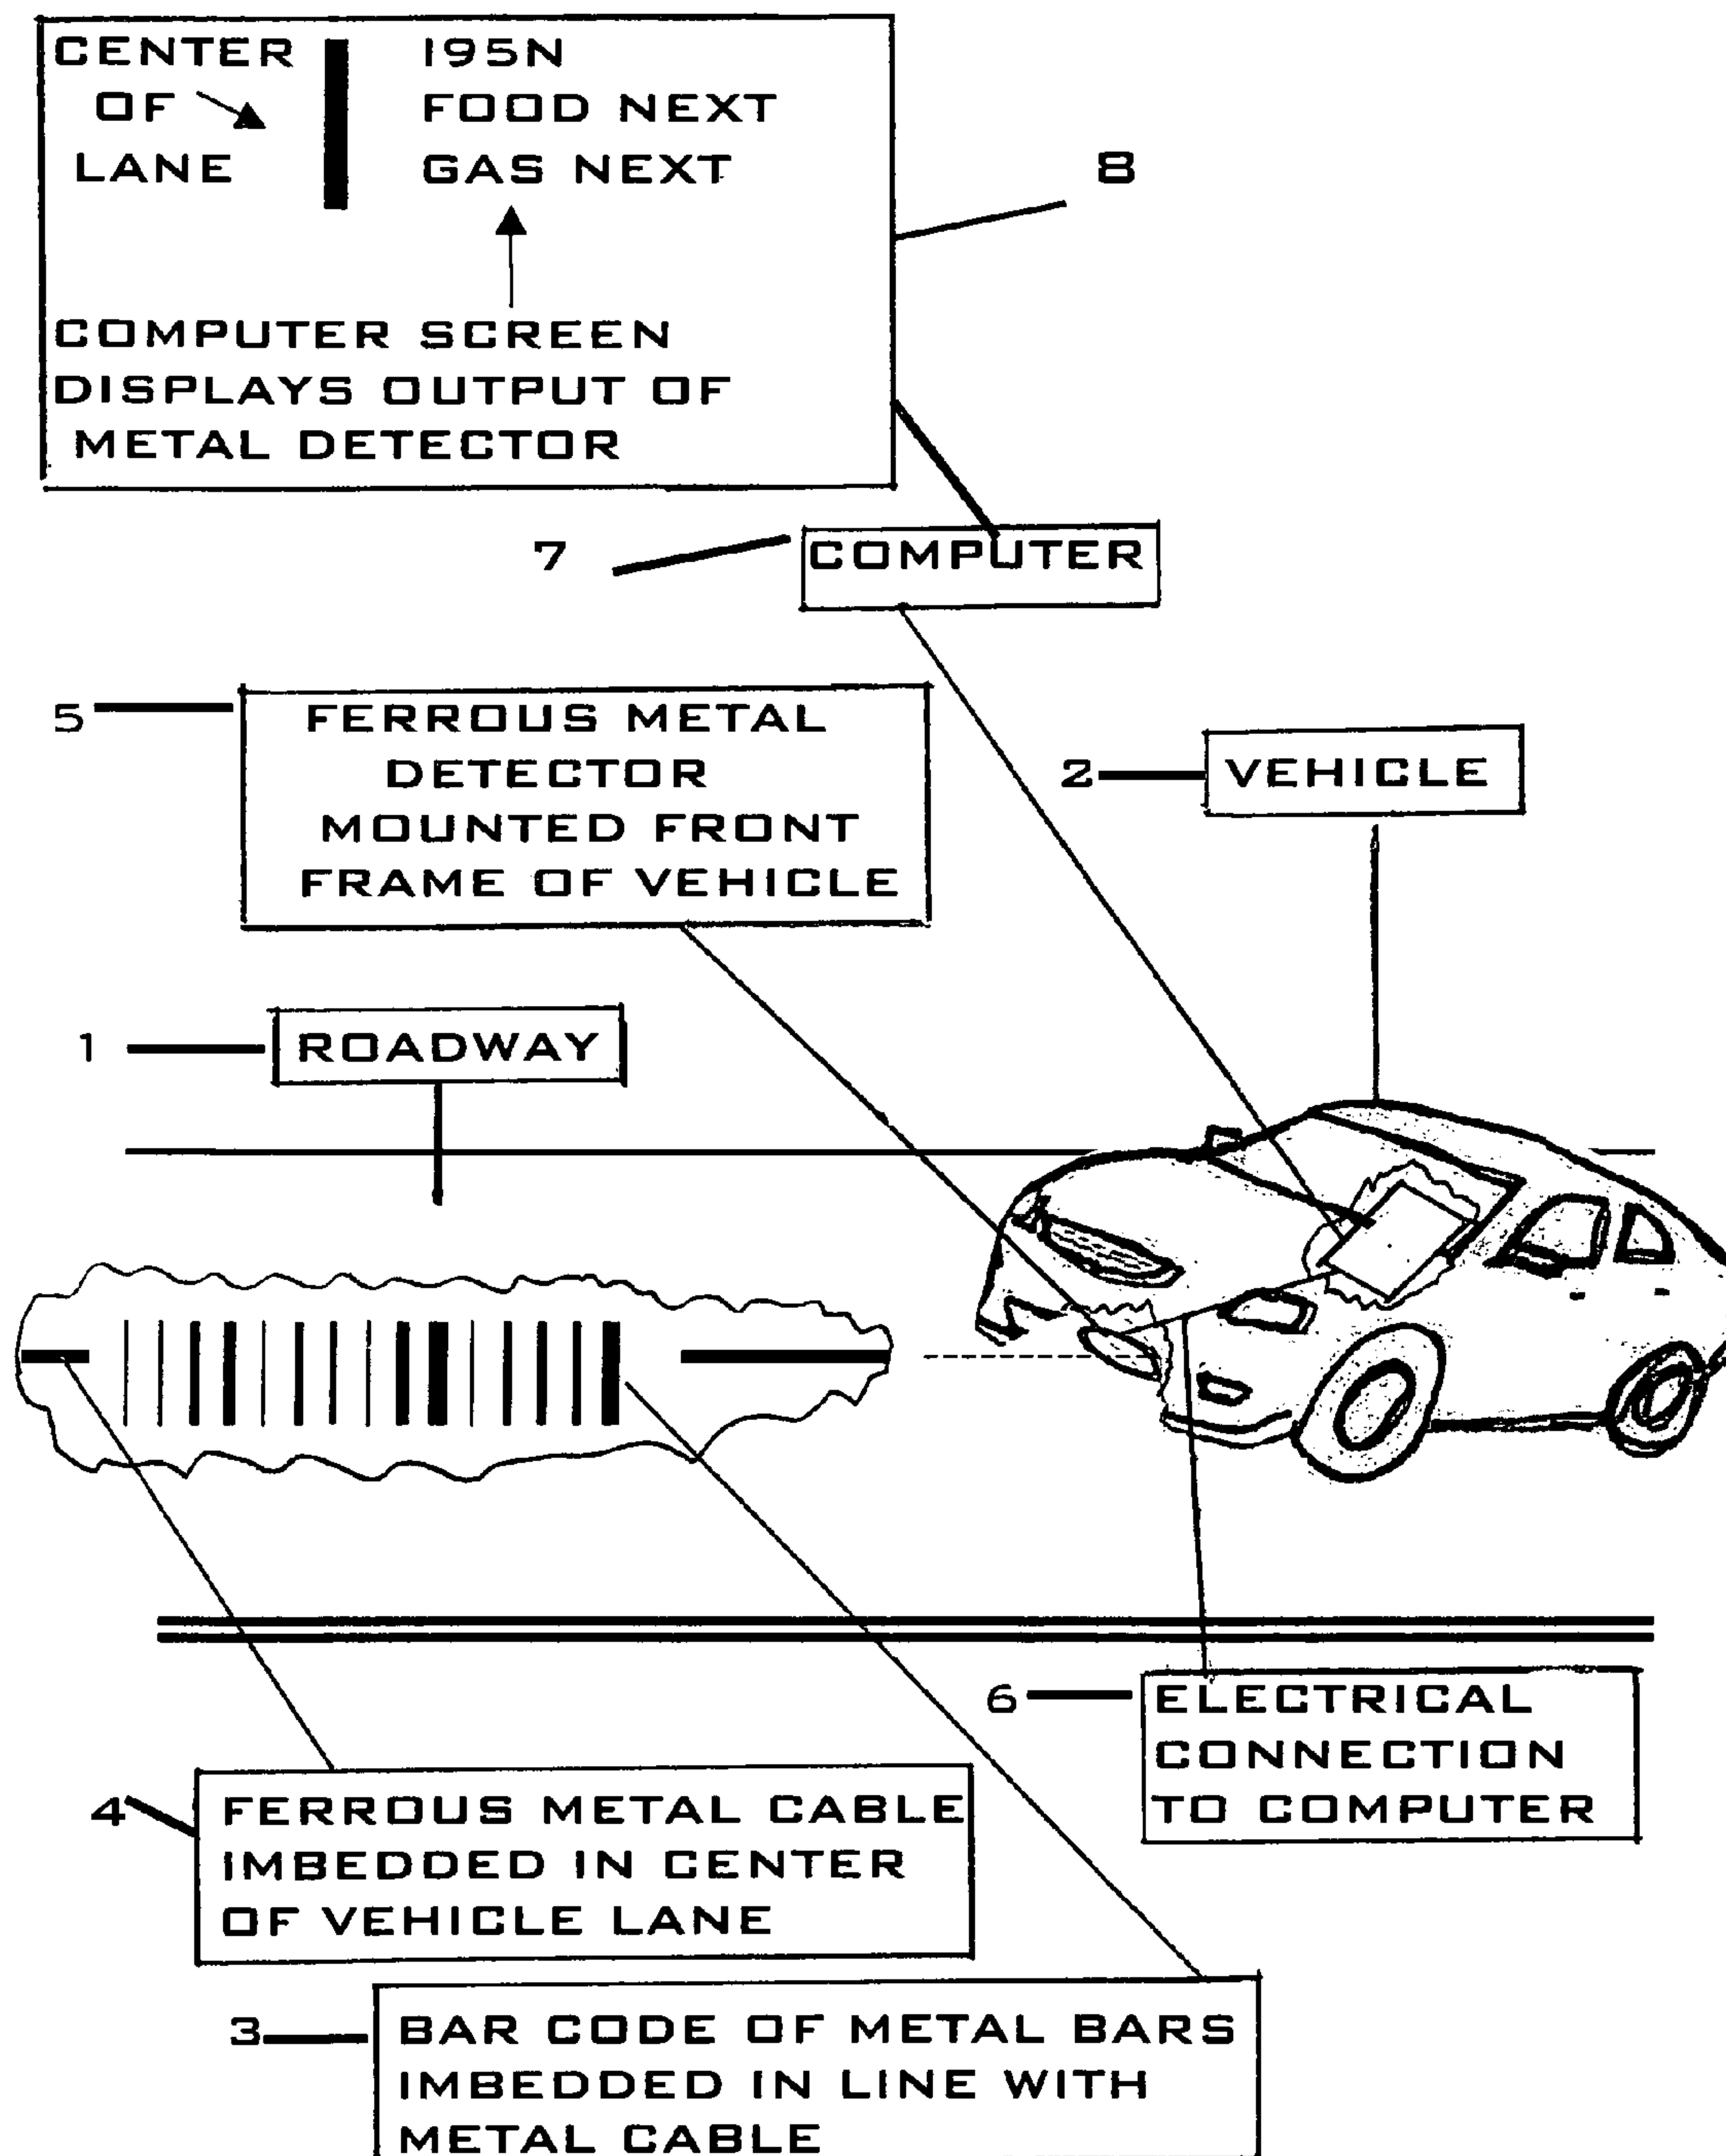 CENTER
OF
LANE
I95N
FOOD NEXT
GAS NEXT
COMPUTER SCREEN
DISPLAYS OUTPUT OF
METAL DETECTOR
8
7
COMPUTER
5
FERROUS METAL
DETECTOR
MOUNTED FRONT
FRAME OF VEHICLE
2
VEHICLE
1
ROADWAY
6
ELECTRICAL
CONNECTION
TO COMPUTER
4
FERROUS METAL CABLE
IMBEDDED IN CENTER
OF VEHICLE LANE
3
BAR CODE OF METAL BARS
IMBEDDED IN LINE WITH
METAL CABLE